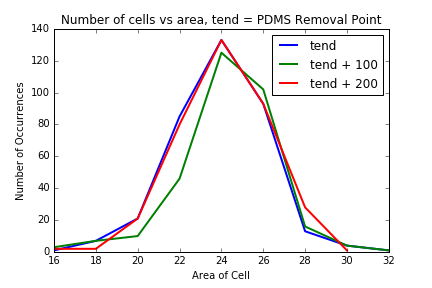 Number of cells vs area, tend = PDMS Removal Point
140
120
100
80
60
40
20
0
Number of Occurrences
tend
tend + 100
tend + 200
16 18 20 22 24 26 28 30 32
Area of Cell